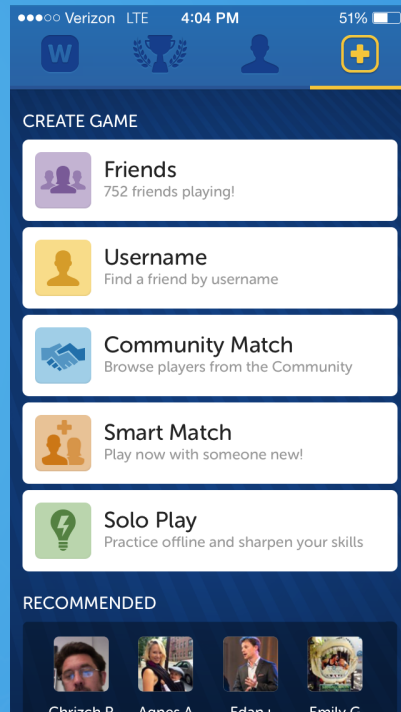 Verizon LTE 4:04 PM 51%
W
CREATE GAME
Friends
752 friends playing!
Username
Find a friend by username
Community Match
Browse players from the Community
Smart Match
Play now with someone new!
Solo Play
Practice offline and sharpen your skills
RECOMMENDED
Agnes A Emily G